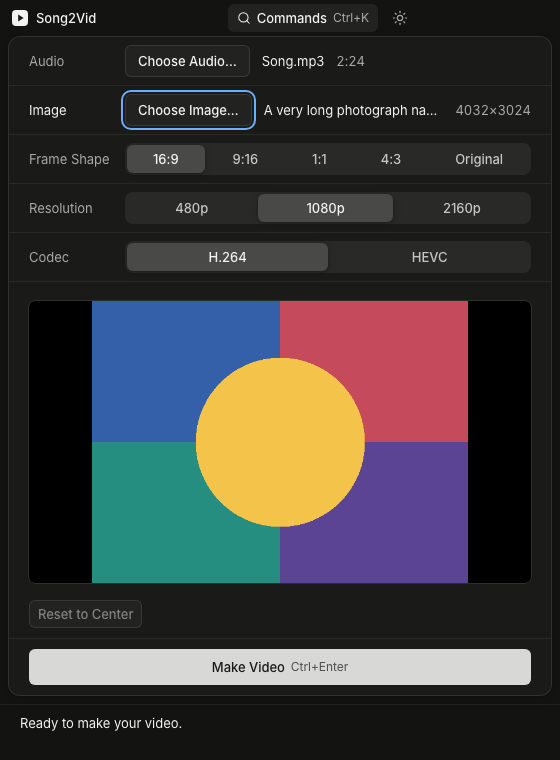 Song2Vid
Commands Ctrl+K
Audio Choose Audio... Song.mp3 2:24
Image Choose Image... A very long photograph na... 4032×3024
Frame Shape 16:9 9:16 1:1 4:3 Original
Resolution 480p 1080p 2160p
Codec H.264 HEVC
Reset to Center
Make Video Ctrl+Enter
Ready to make your video.